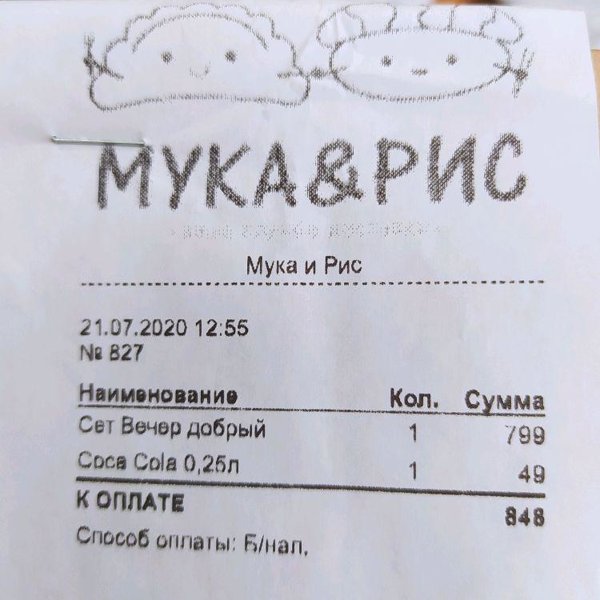 МУКА&РИС
Мука и Рис
21.07.2020 12:55
№ 827
Наименование Кол. Сумма
Сет Вечер добрый 1 799
Coca Cola 0,25л 1 49
К ОПЛАТЕ 848
Способ оплаты: Б/нал,